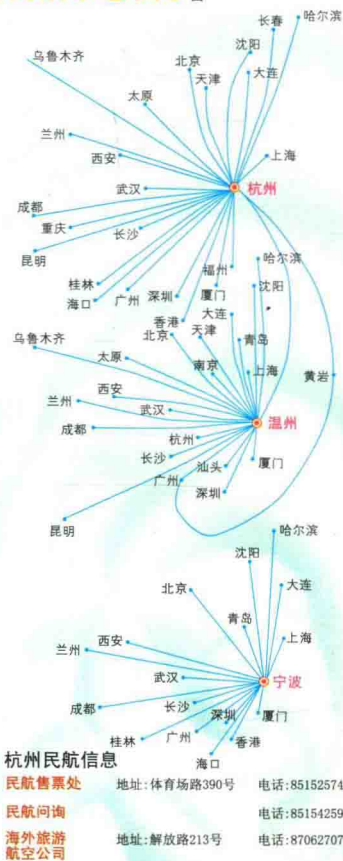 哈尔滨
长春
沈阳
乌鲁木齐
北京
大连
天津
太原
兰州
西安
上海
武汉
杭州
成都
重庆
长沙
昆明
福州
哈尔滨
桂林
广州
深圳
厦门
沈阳
海口
香港
大连
天津
北京
青岛
乌鲁木齐
太原
南京
上海
黄岩
西安
兰州
武汉
温州
成都
杭州
长沙
汕头
厦门
广州
深圳
昆明
哈尔滨
沈阳
北京
大连
青岛
上海
西安
兰州
武汉
宁波
成都
长沙
深圳
厦门
桂林
广州
香港
海口
杭州民航信息
民航售票处 地址:体育场路390号 电话:85152574
民航问询 电话:85154259
海外旅游 地址:解放路213号 电话:87062707
航空公司